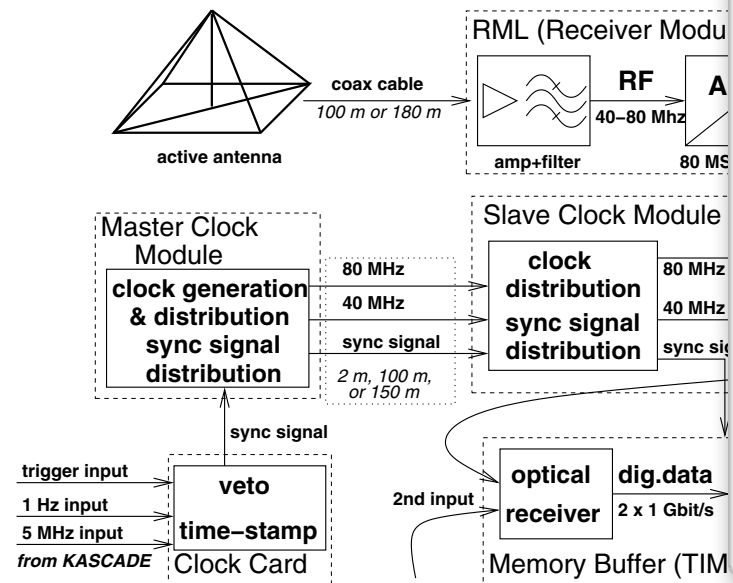 RML (Receiver Modu
coax cable
100 m or 180 m
active antenna
RF
40–80 Mhz
amp+filter
A
80 MS
Master Clock
Module
clock generation
& distribution
sync signal
distribution
80 MHz
40 MHz
sync signal
2 m, 100 m,
or 150 m
Slave Clock Module
clock
distribution
sync signal
distribution
80 MHz
40 MHz
sync sig
sync signal
trigger input
1 Hz input
5 MHz input
from KASCADE
veto
time–stamp
Clock Card
2nd input
optical
receiver
dig.data
2 x 1 Gbit/s
Memory Buffer (TIM